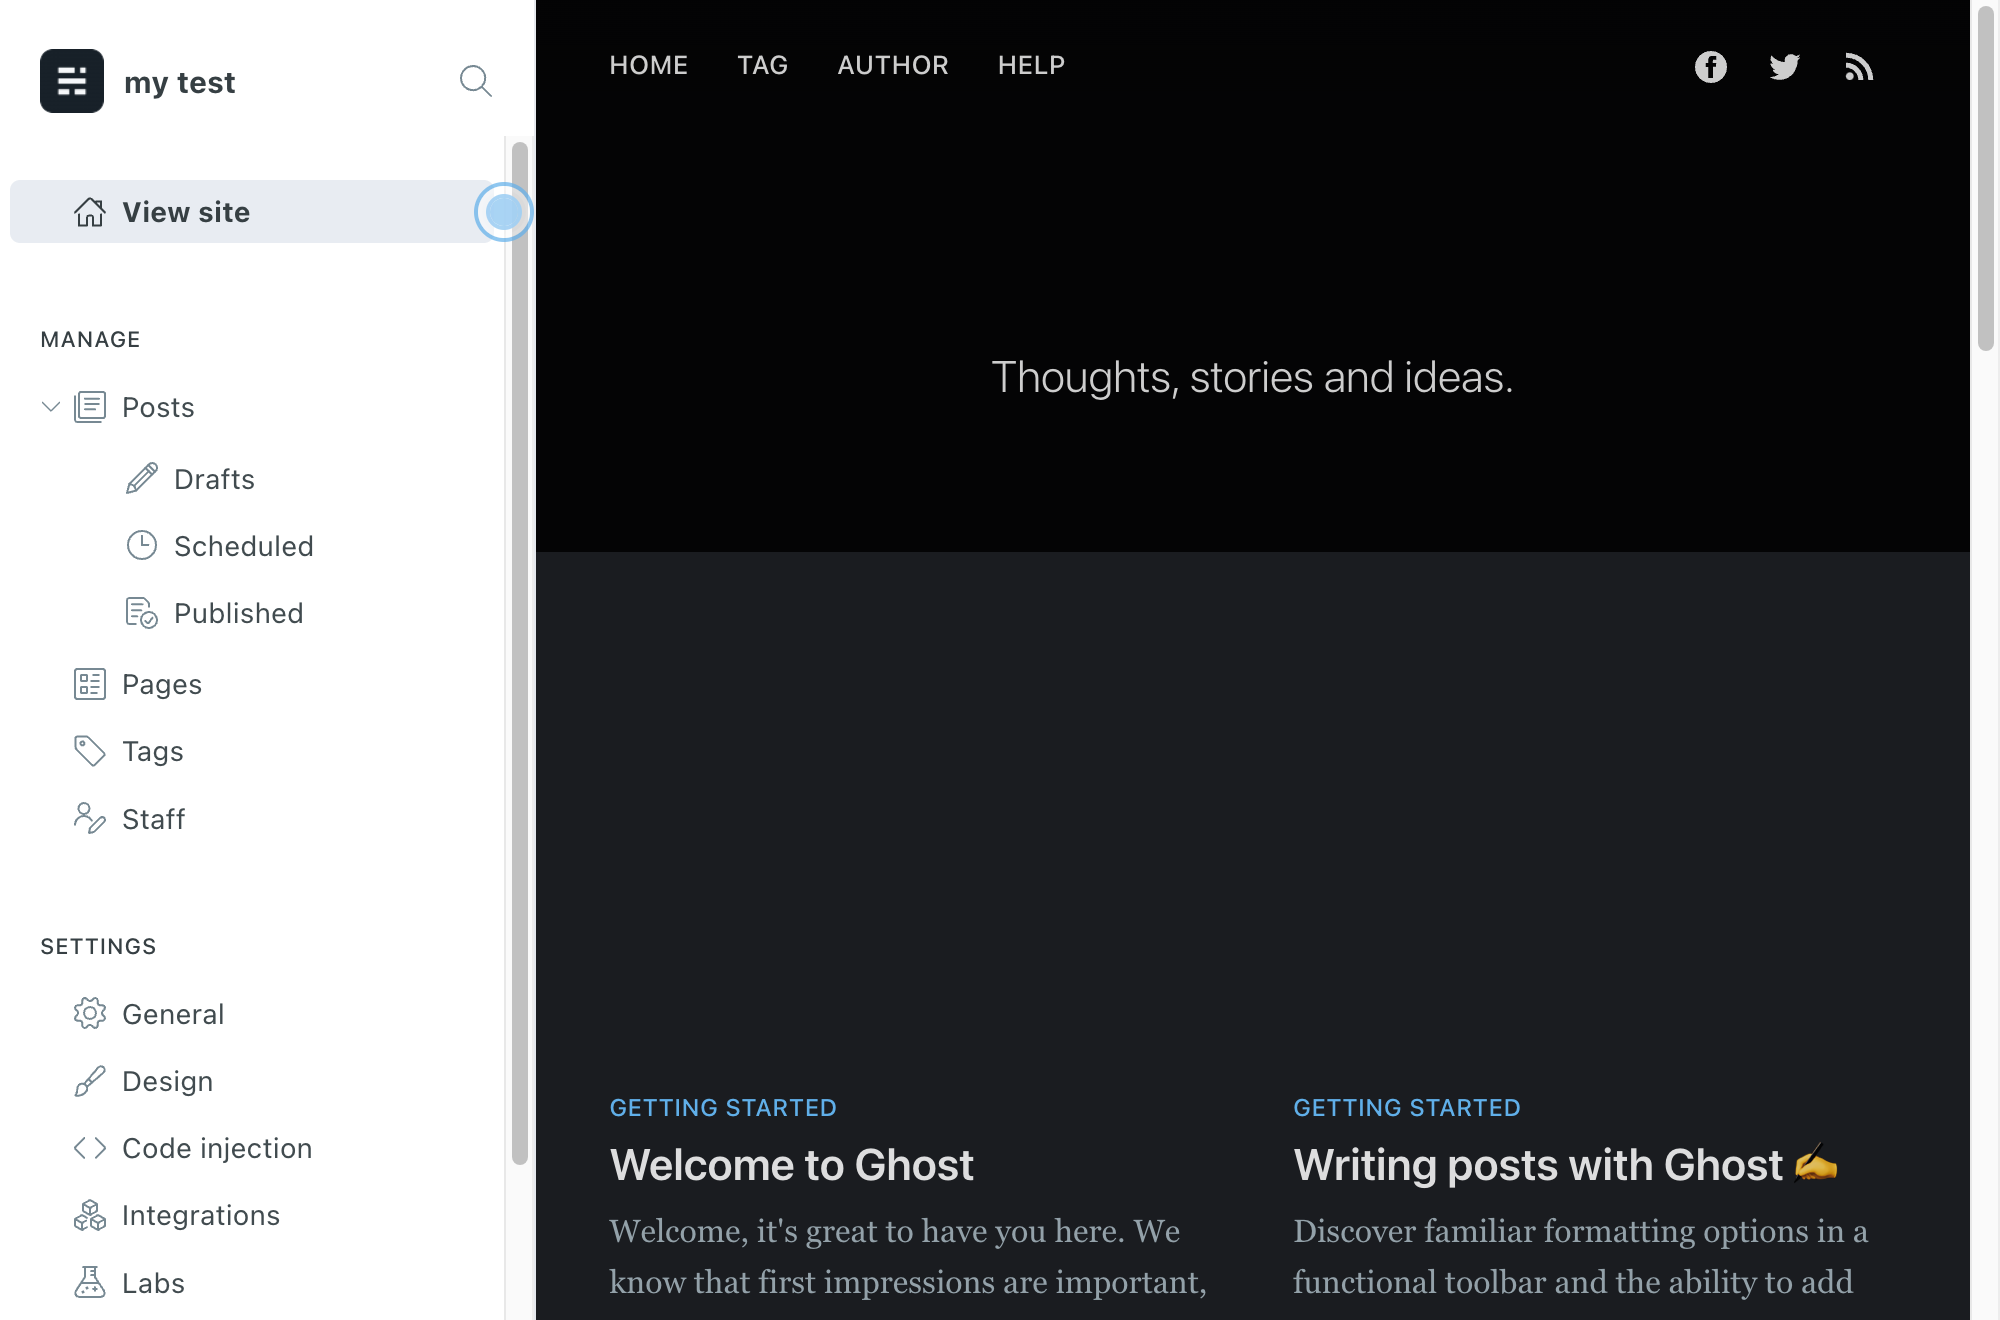 my test
View site
MANAGE
Posts
Drafts
Scheduled
Published
Pages
Tags
Staff
SETTINGS
General
Design
Code injection
Integrations
Labs
HOME TAG AUTHOR HELP
Thoughts, stories and ideas.
GETTING STARTED
Welcome to Ghost
Welcome, it's great to have you here. We
know that first impressions are important,
GETTING STARTED
Writing posts with Ghost ✍️
Discover familiar formatting options in a
functional toolbar and the ability to add